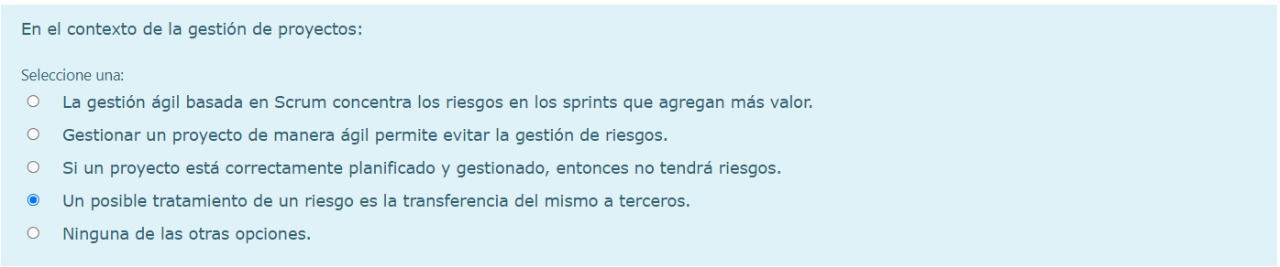 En el contexto de la gestión de proyectos:
Seleccione una:
La gestión ágil basada en Scrum concentra los riesgos en los sprints que agregan más valor.
Gestionar un proyecto de manera ágil permite evitar la gestión de riesgos.
Si un proyecto está correctamente planificado y gestionado, entonces no tendrá riesgos.
Un posible tratamiento de un riesgo es la transferencia del mismo a terceros.
Ninguna de las otras opciones.